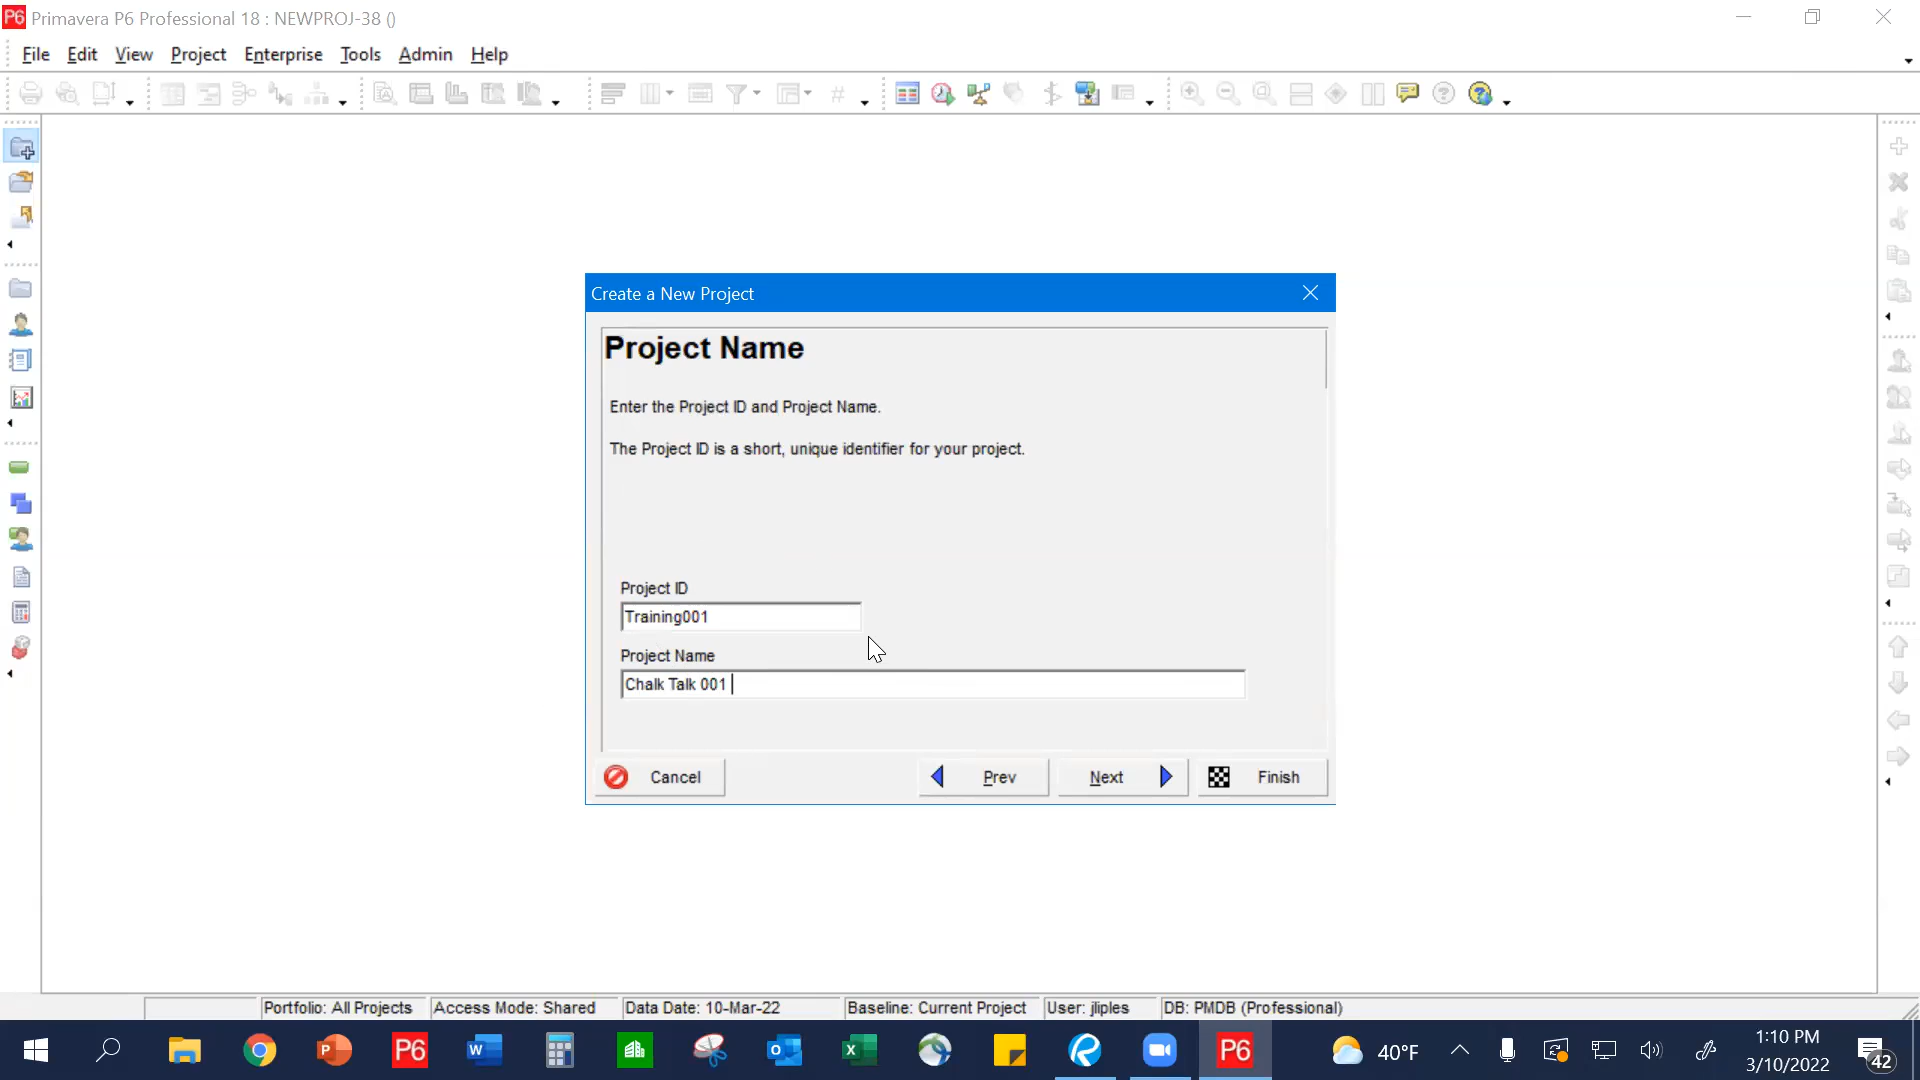 P6 Primavera P6 Professional 18 : NEWPROJ-38 ()
File Edit View Project Enterprise Tools Admin Help
Create a New Project
Project Name
Enter the Project ID and Project Name.
The Project ID is a short, unique identifier for your project.
Project ID
Training001
Project Name
Chalk Talk 001
Cancel Prev Next Finish
Portfolio: All Projects Access Mode: Shared Data Date: 10-Mar-22 Baseline: Current Project User: jliples DB: PMDB (Professional)
P6 P6 40°F 1:10 PM
3/10/2022 42